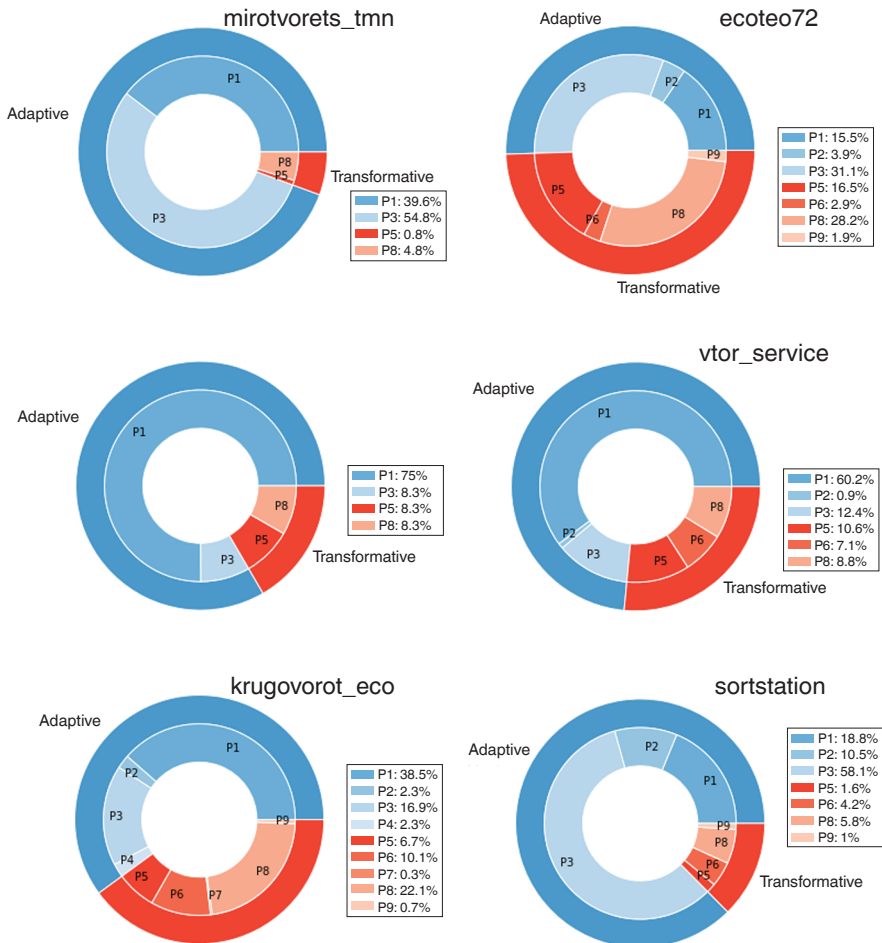 mirotvorets_tmn
Adaptive
P1
P3
P8
P5
Transformative
P1: 39.6%
P3: 54.8%
P5: 0.8%
P8: 4.8%
ecoteo72
Adaptive
P3
P2
P1
P9
P5
P6
P8
P1: 15.5%
P2: 3.9%
P3: 31.1%
P5: 16.5%
P6: 2.9%
P8: 28.2%
P9: 1.9%
Transformative
Adaptive
P1
P8
P5
P3
P1: 75%
P3: 8.3%
P5: 8.3%
P8: 8.3%
Transformative
vtor_service
Adaptive
P1
P8
P2
P6
P3
P5
P1: 60.2%
P2: 0.9%
P3: 12.4%
P5: 10.6%
P6: 7.1%
P8: 8.8%
Transformative
krugovorot_eco
Adaptive
P1
P2
P3
P9
P4
P5
P6
P7
P8
P1: 38.5%
P2: 2.3%
P3: 16.9%
P4: 2.3%
P5: 6.7%
P6: 10.1%
P7: 0.3%
P8: 22.1%
P9: 0.7%
sortstation
Adaptive
P2
P1
P9
P8
P3
P6
P5
P1: 18.8%
P2: 10.5%
P3: 58.1%
P5: 1.6%
P6: 4.2%
P8: 5.8%
P9: 1%
Transformative